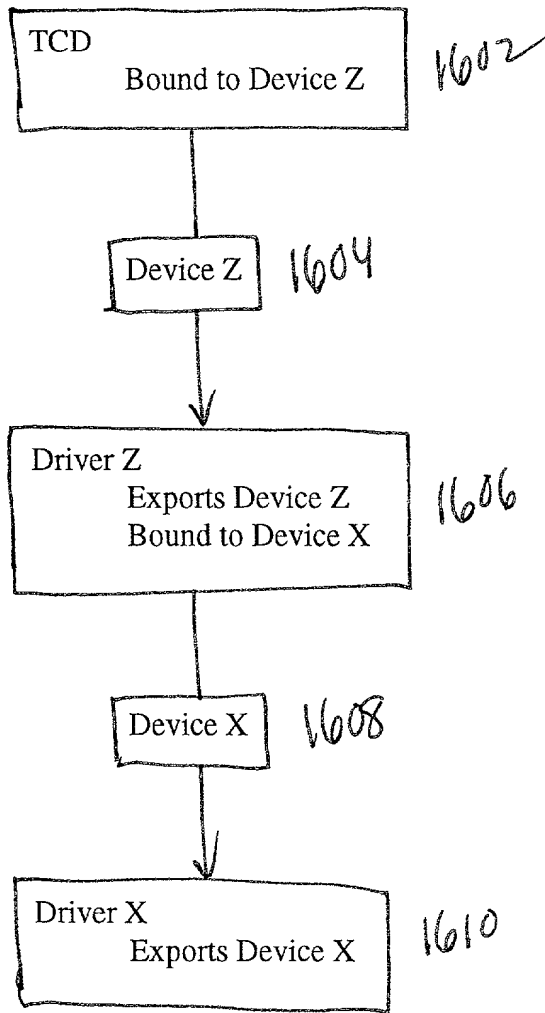 TCD
Bound to Device Z
1602
Device Z
1604
Driver Z
Exports Device Z
Bound to Device X
1606
Device X
1608
Driver X
Exports Device X
1610